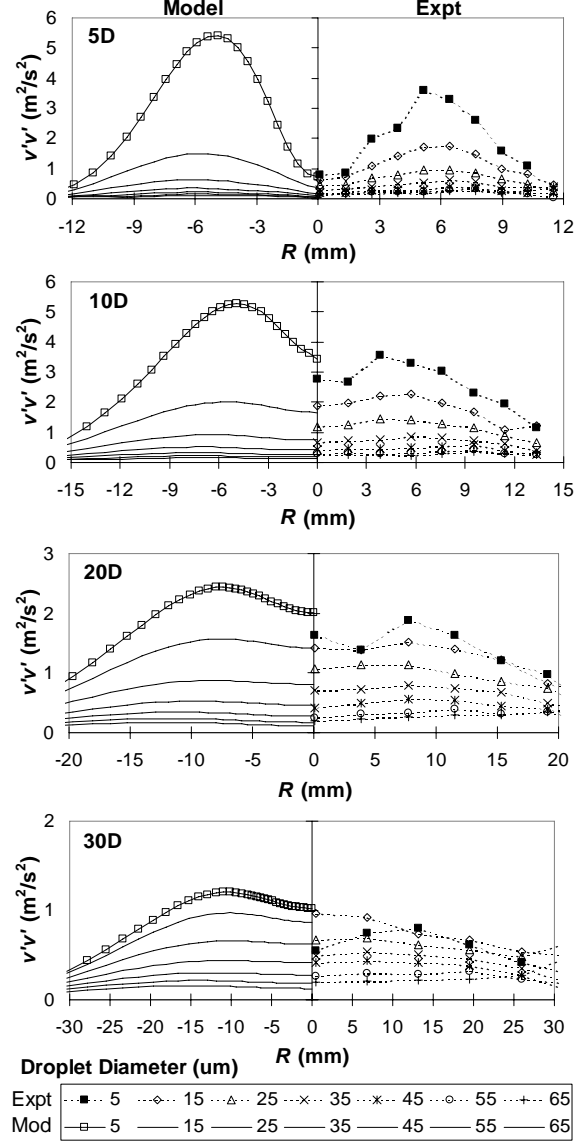 Model Expt
5D
v'v' (m²/s²)
6
5
4
3
2
1
0
-12 -9 -6 -3 0 3 6 9 12
R (mm)
10D
v'v' (m²/s²)
6
5
4
3
2
1
0
-15 -12 -9 -6 -3 0 3 6 9 12 15
R (mm)
20D
v'v' (m²/s²)
3
2
1
0
-20 -15 -10 -5 0 5 10 15 20
R (mm)
30D
v'v' (m²/s²)
2
1
0
-30 -25 -20 -15 -10 -5 0 5 10 15 20 25 30
R (mm)
Droplet Diameter (um)
Expt 5 15 25 35 45 55 65
Mod 5 15 25 35 45 55 65